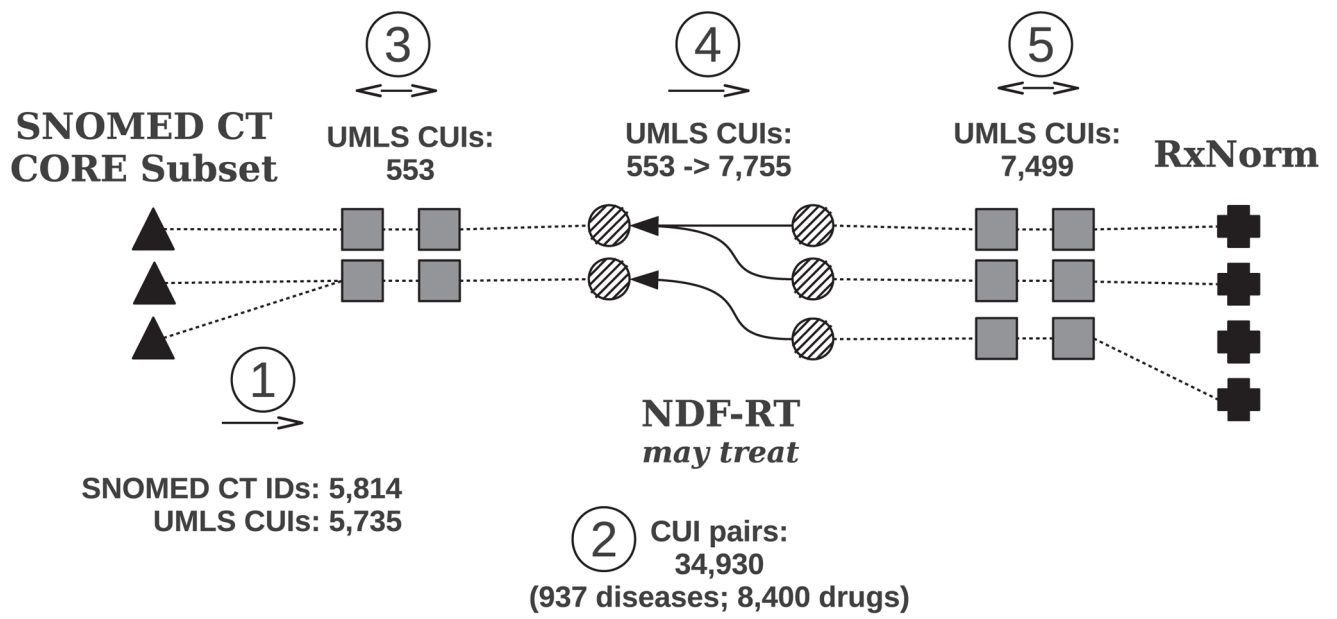 3
4
5
SNOMED CT
CORE Subset
UMLS CUIs:
553
UMLS CUIs:
553 -> 7,755
UMLS CUIs:
7,499
RxNorm
1
SNOMED CT IDs: 5,814
UMLS CUIs: 5,735
NDF-RT
may treat
2
CUI pairs:
34,930
(937 diseases; 8,400 drugs)